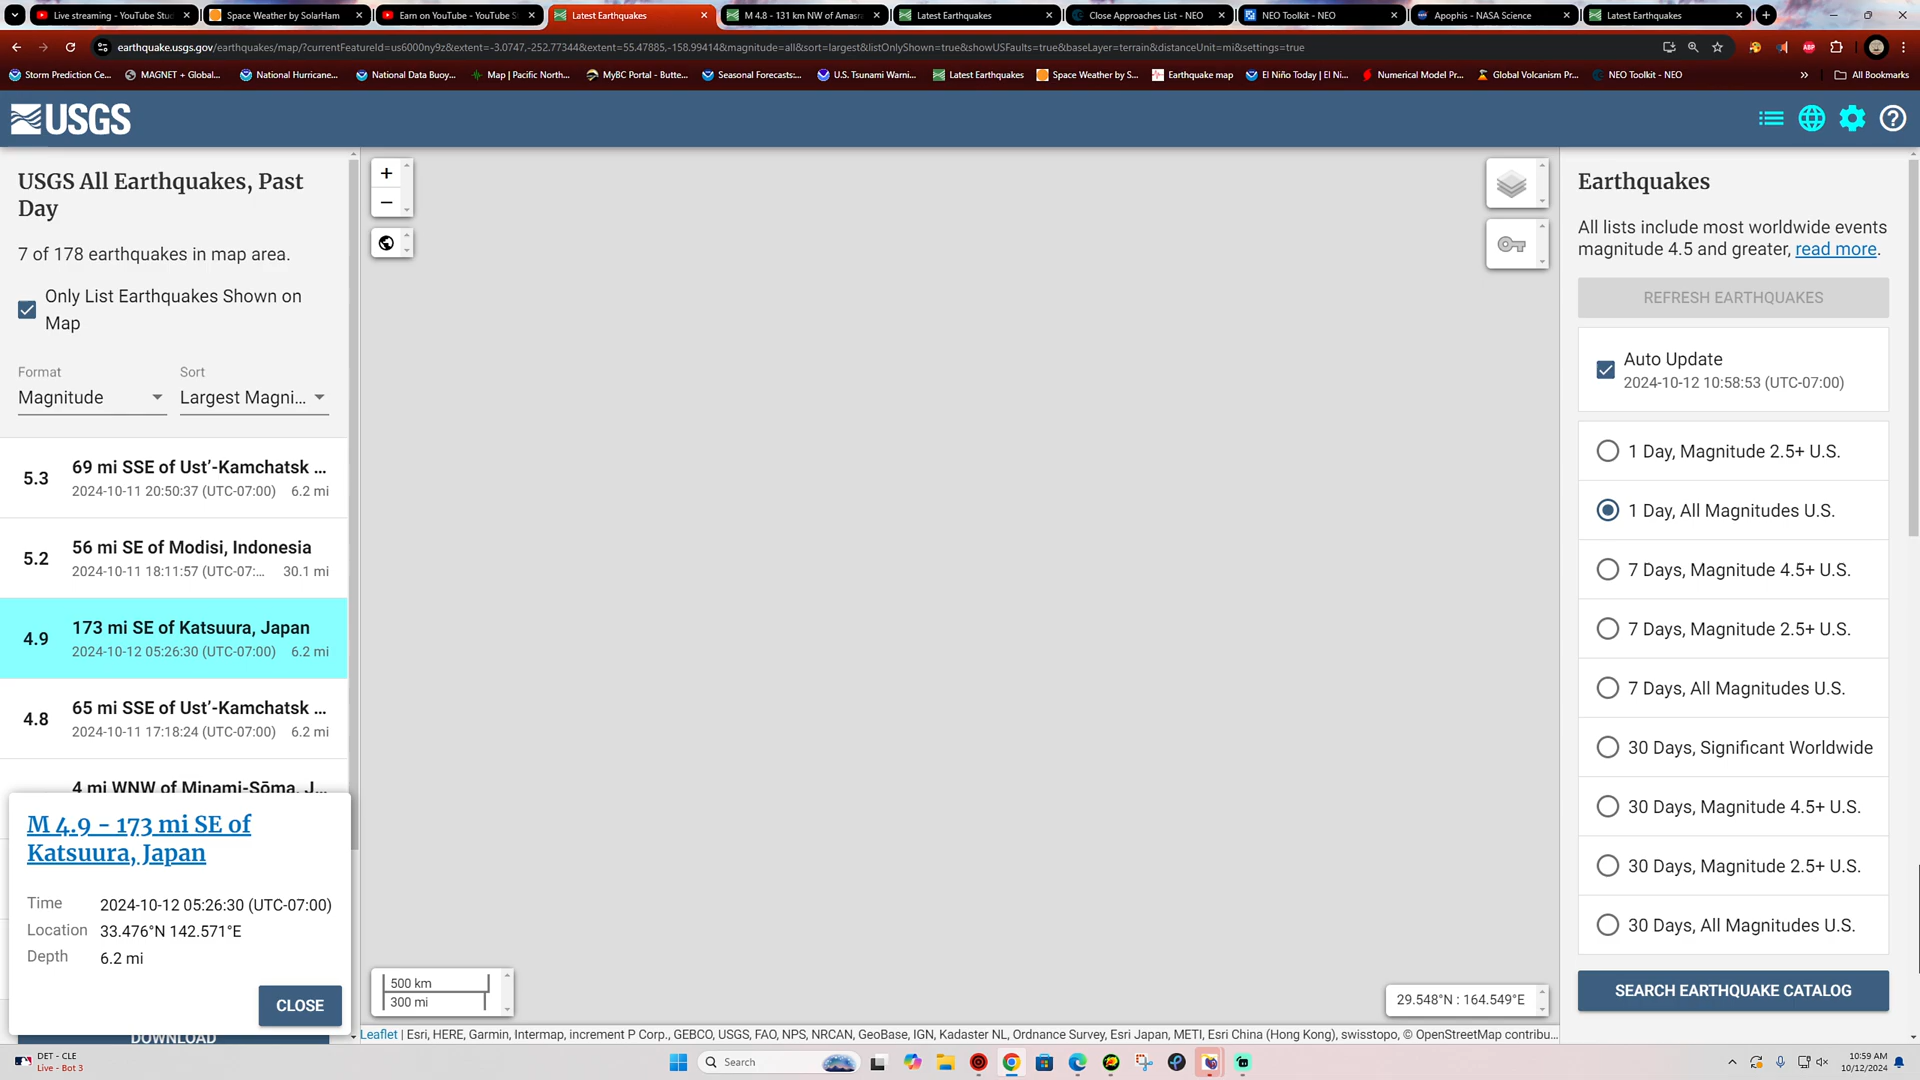 Live streaming - YouTube Stud
Space Weather by SolarHam
Earn on YouTube - YouTube S
Latest Earthquakes
M 4.8 - 131 km NW of Amasra
Latest Earthquakes
Close Approaches List - NEO
NEO Toolkit - NEO
Apophis - NASA Science
Latest Earthquakes
earthquake.usgs.gov/earthquakes/map/?currentFeatureId=us6000ny9z&extent=-3.0747,-252.77344&extent=55.47885,-158.99414&magnitude=all&sort=largest&listOnlyShown=true&showUSFaults=true&baseLayer=terrain&distanceUnit=mi&settings=true
Storm Prediction Ce...
MAGNET + Global...
National Hurricane...
National Data Buoy...
Map | Pacific North...
MyBC Portal - Butte...
Seasonal Forecasts:...
U.S. Tsunami Warni...
Latest Earthquakes
Space Weather by S...
Earthquake map
El Niño Today | El Ni...
Numerical Model Pr...
Global Volcanism Pr...
NEO Toolkit - NEO
All Bookmarks
USGS
USGS All Earthquakes, Past
Day
7 of 178 earthquakes in map area.
Only List Earthquakes Shown on
Map
Format
Sort
Magnitude
Largest Magni...
5.3
69 mi SSE of Ust’-Kamchatsk ...
2024-10-11 20:50:37 (UTC-07:00) 6.2 mi
5.2
56 mi SE of Modisi, Indonesia
2024-10-11 18:11:57 (UTC-07:... 30.1 mi
4.9
173 mi SE of Katsuura, Japan
2024-10-12 05:26:30 (UTC-07:00) 6.2 mi
4.8
65 mi SSE of Ust’-Kamchatsk ...
2024-10-11 17:18:24 (UTC-07:00) 6.2 mi
4 mi WNW of Minami-Sōma, J...
M 4.9 - 173 mi SE of
Katsuura, Japan
Time 2024-10-12 05:26:30 (UTC-07:00)
Location 33.476°N 142.571°E
Depth 6.2 mi
CLOSE
DOWNLOAD
+
−
500 km
300 mi
29.548°N : 164.549°E
Leaflet | Esri, HERE, Garmin, Intermap, increment P Corp., GEBCO, USGS, FAO, NPS, NRCAN, GeoBase, IGN, Kadaster NL, Ordnance Survey, Esri Japan, METI, Esri China (Hong Kong), swisstopo, © OpenStreetMap contribu...
Earthquakes
All lists include most worldwide events
magnitude 4.5 and greater, read more.
REFRESH EARTHQUAKES
Auto Update
2024-10-12 10:58:53 (UTC-07:00)
1 Day, Magnitude 2.5+ U.S.
1 Day, All Magnitudes U.S.
7 Days, Magnitude 4.5+ U.S.
7 Days, Magnitude 2.5+ U.S.
7 Days, All Magnitudes U.S.
30 Days, Significant Worldwide
30 Days, Magnitude 4.5+ U.S.
30 Days, Magnitude 2.5+ U.S.
30 Days, All Magnitudes U.S.
SEARCH EARTHQUAKE CATALOG
DET - CLE
Live - Bot 3
Search
10:59 AM
10/12/2024